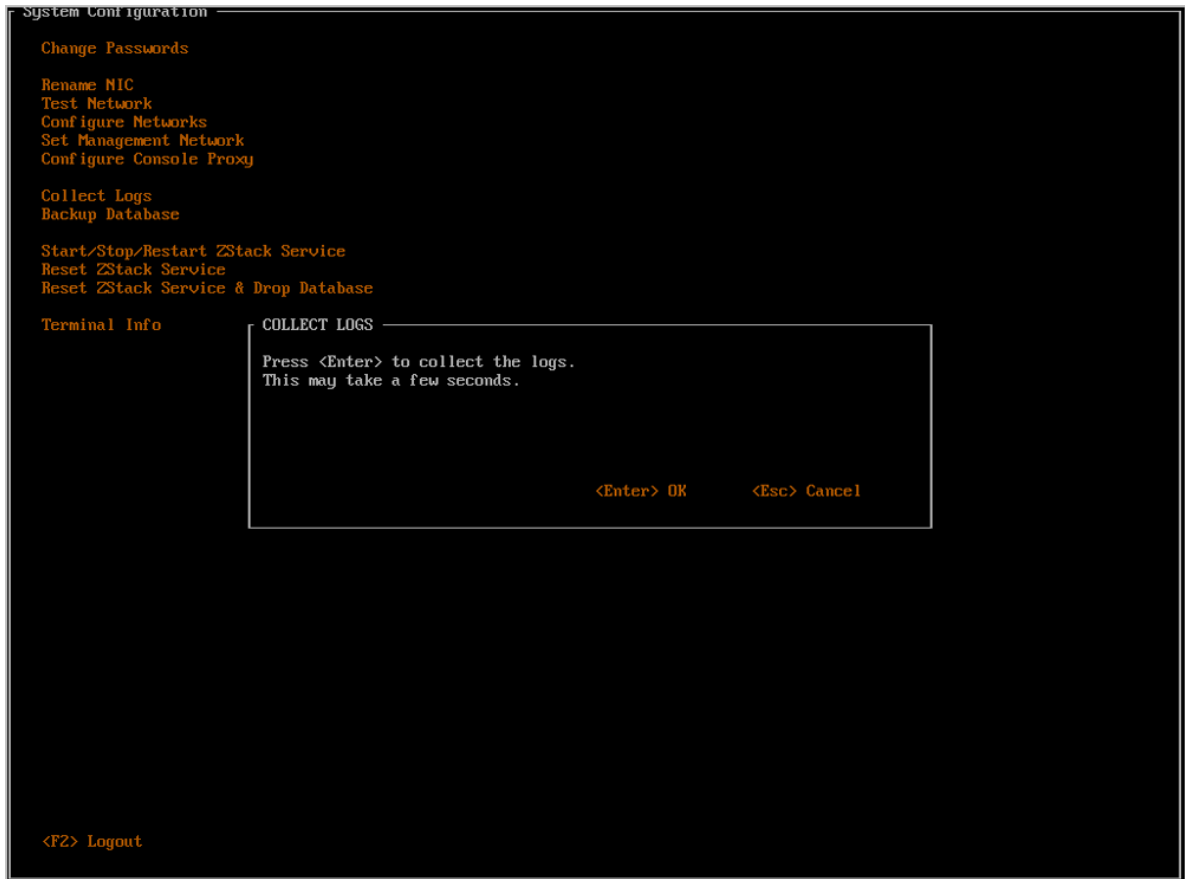 System Configuration
Change Passwords
Rename NIC
Test Network
Configure Networks
Set Management Network
Configure Console Proxy
Collect Logs
Backup Database
Start/Stop/Restart ZStack Service
Reset ZStack Service
Reset ZStack Service & Drop Database
Terminal Info
COLLECT LOGS
Press <Enter> to collect the logs.
This may take a few seconds.
<Enter> OK <Esc> Cancel
<F2> Logout